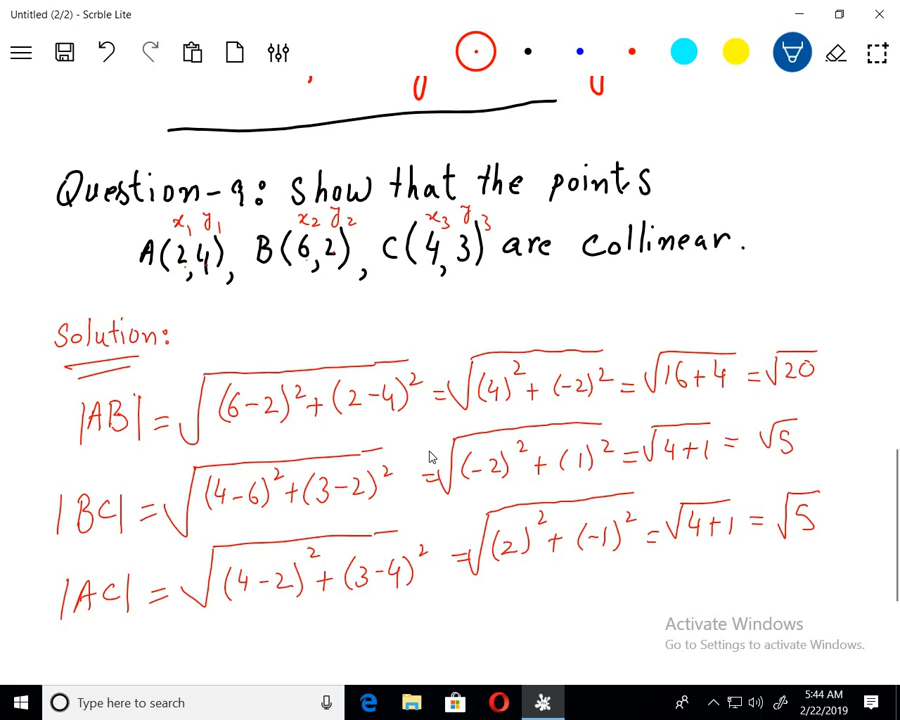 Untitled (2/2) - Scrble Lite
Question-9: Show that the points
x₁ y₁ x₂ y₂ x₃ y₃
A(2,4), B(6,2), C(4,3) are collinear.
Solution:
|AB| = √((6-2)²+(2-4)²) = √((4)²+(-2)²) = √(16+4) = √20
|BC| = √((4-6)²+(3-2)²) = √((-2)²+(1)²) = √(4+1) = √5
|AC| = √((4-2)²+(3-4)²) = √((2)²+(-1)²) = √(4+1) = √5
Activate Windows
Go to Settings to activate Windows.
Type here to search
5:44 AM
2/22/2019